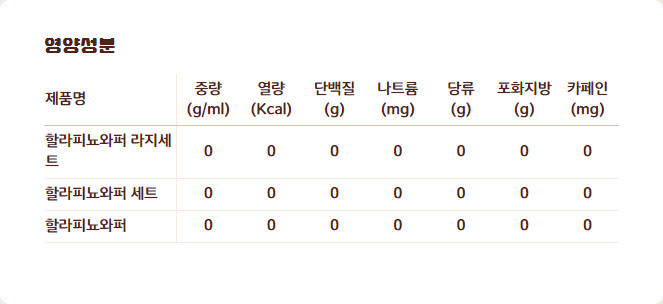 영양성분
제품명 중량 (g/ml) 열량 (Kcal) 단백질 (g) 나트륨 (mg) 당류 (g) 포화지방 (g) 카페인 (mg)
할라피뇨와퍼 라지세트 0 0 0 0 0 0 0
할라피뇨와퍼 세트 0 0 0 0 0 0 0
할라피뇨와퍼 0 0 0 0 0 0 0